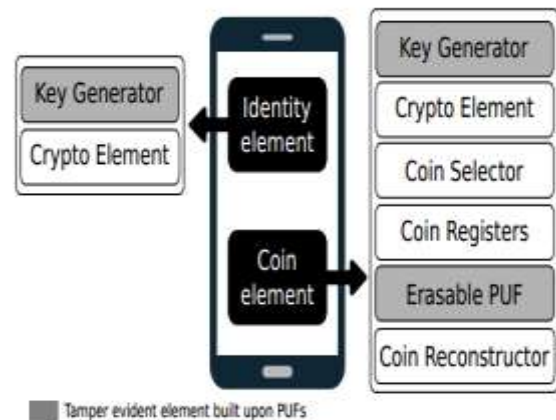 Key Generator
Crypto Element
Identity
element
Coin
element
Key Generator
Crypto Element
Coin Selector
Coin Registers
Erasable PUF
Coin Reconstructor
Tamper evident element built upon PUFs